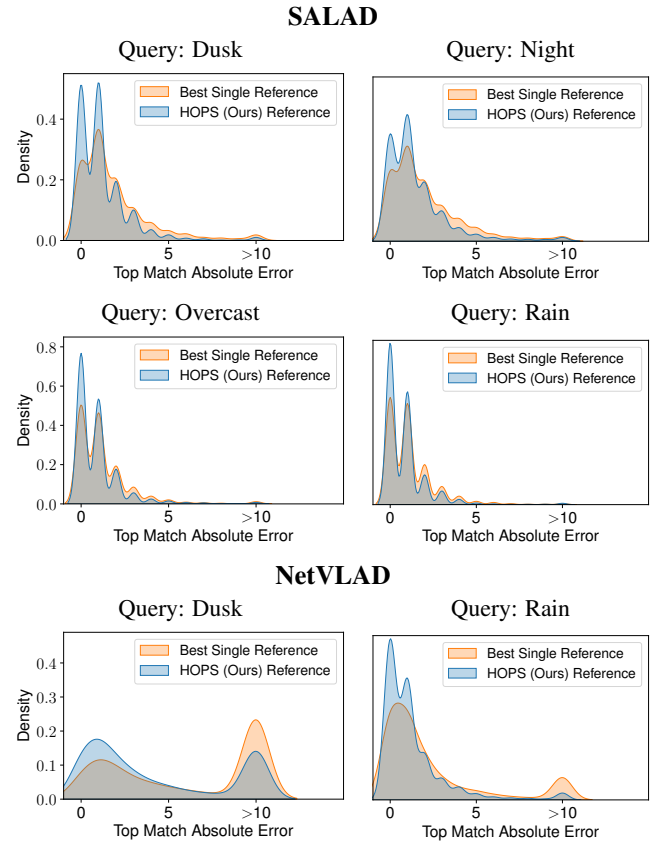 SALAD
Query: Dusk
Query: Night
Best Single Reference
HOPS (Ours) Reference
Best Single Reference
HOPS (Ours) Reference
Density
0.4
0.2
0.0
0
5
>10
0
5
>10
Top Match Absolute Error
Top Match Absolute Error
Query: Overcast
Query: Rain
Best Single Reference
HOPS (Ours) Reference
Best Single Reference
HOPS (Ours) Reference
Density
0.8
0.6
0.4
0.2
0.0
0
5
>10
0
5
>10
Top Match Absolute Error
Top Match Absolute Error
NetVLAD
Query: Dusk
Query: Rain
Best Single Reference
HOPS (Ours) Reference
Best Single Reference
HOPS (Ours) Reference
Density
0.4
0.3
0.2
0.1
0.0
0
5
>10
0
5
>10
Top Match Absolute Error
Top Match Absolute Error